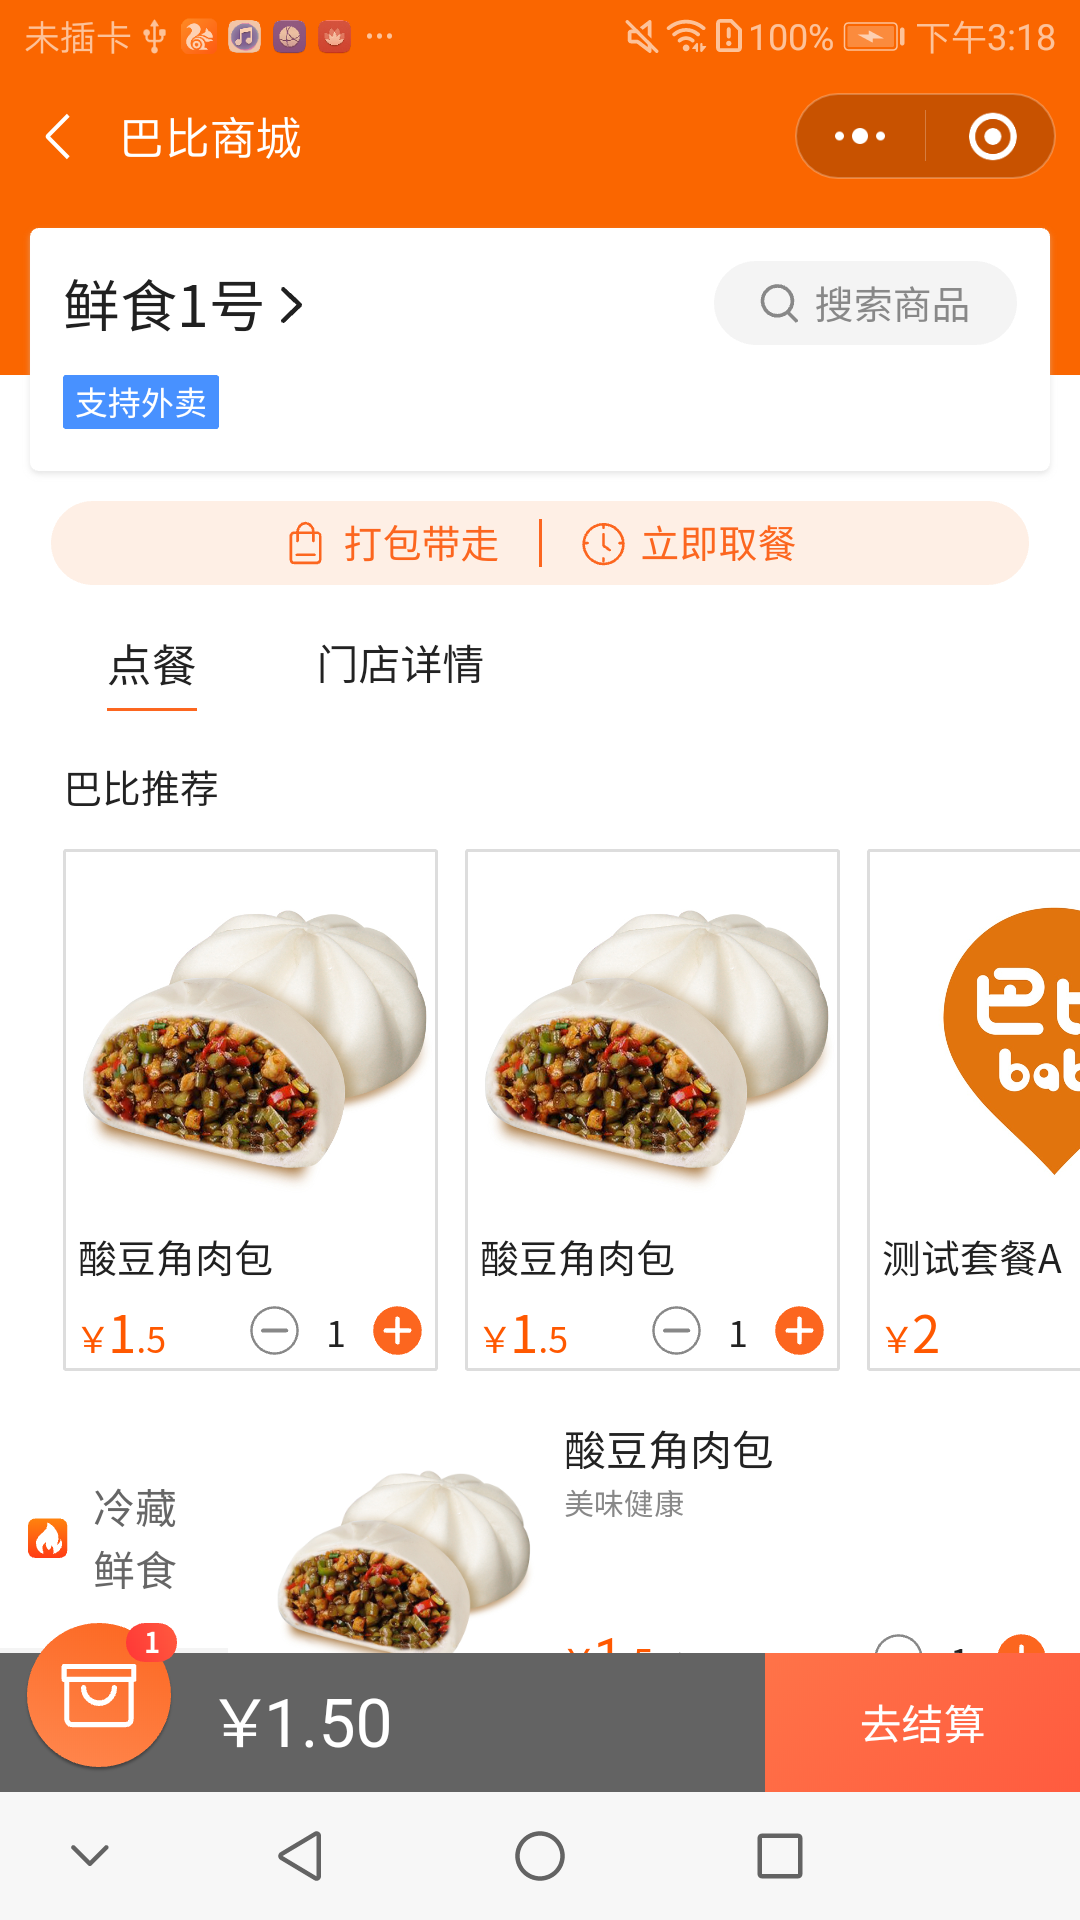 未插卡 100% 下午3:18
巴比商城
鲜食1号
搜索商品
支持外卖
打包带走 立即取餐
点餐 门店详情
巴比推荐
巴
bab
酸豆角肉包 酸豆角肉包 测试套餐A
¥1.5 1 ¥1.5 1 ¥2
酸豆角肉包
美味健康
冷藏
鲜食
1
¥1.50
去结算